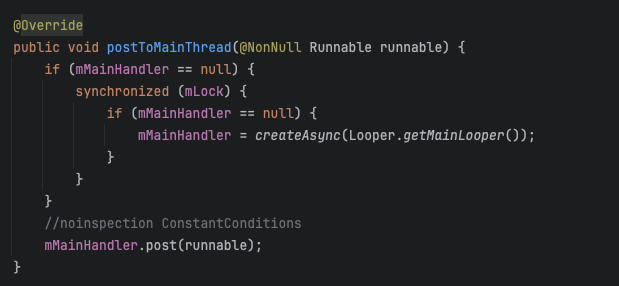 @Override
public void postToMainThread(@NonNull Runnable runnable) {
    if (mMainHandler == null) {
        synchronized (mLock) {
            if (mMainHandler == null) {
                mMainHandler = createAsync(Looper.getMainLooper());
            }
        }
    }
    //noinspection ConstantConditions
    mMainHandler.post(runnable);
}